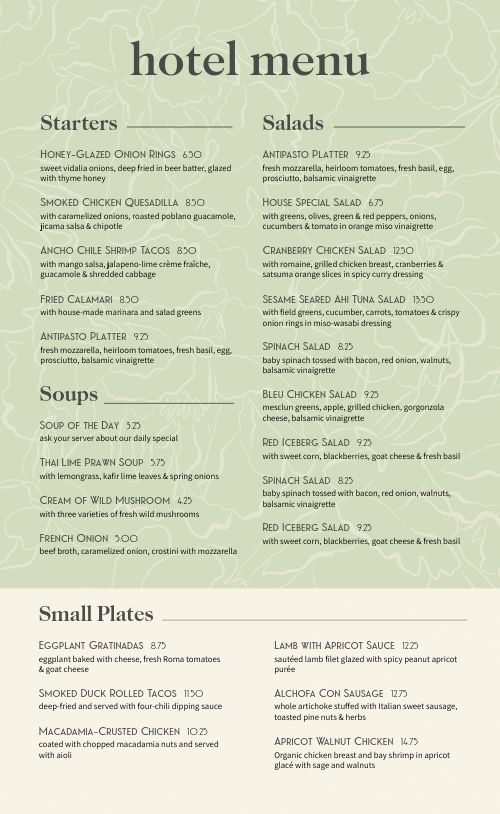 hotel menu
Starters
Honey-Glazed Onion Rings 6.50
sweet vidalia onions, deep fried in beer batter, glazed
with thyme honey
Smoked Chicken Quesadilla 8.50
with caramelized onions, roasted poblano guacamole,
jicama salsa & chipotle
Ancho Chile Shrimp Tacos 8.50
with mango salsa, jalapeno-lime crème fraîche,
guacamole & shredded cabbage
Fried Calamari 8.50
with house-made marinara and salad greens
Antipasto Platter 9.25
fresh mozzarella, heirloom tomatoes, fresh basil, egg,
prosciutto, balsamic vinaigrette
Soups
Soup of the Day 3.25
ask your server about our daily special
Thai Lime Prawn Soup 5.75
with lemongrass, kafir lime leaves & spring onions
Cream of Wild Mushroom 4.25
with three varieties of fresh wild mushrooms
French Onion 5.00
beef broth, caramelized onion, crostini with mozzarella
Salads
Antipasto Platter 9.25
fresh mozzarella, heirloom tomatoes, fresh basil, egg,
prosciutto, balsamic vinaigrette
House Special Salad 6.75
with greens, olives, green & red peppers, onions,
cucumbers & tomato in orange miso vinaigrette
Cranberry Chicken Salad 12.50
with romaine, grilled chicken breast, cranberries &
satsuma orange slices in spicy curry dressing
Sesame Seared Ahi Tuna Salad 13.50
with field greens, cucumber, carrots, tomatoes & crispy
onion rings in miso-wasabi dressing
Spinach Salad 8.25
baby spinach tossed with bacon, red onion, walnuts,
balsamic vinaigrette
Bleu Chicken Salad 9.25
mesclun greens, apple, grilled chicken, gorgonzola
cheese, balsamic vinaigrette
Red Iceberg Salad 9.25
with sweet corn, blackberries, goat cheese & fresh basil
Spinach Salad 8.25
baby spinach tossed with bacon, red onion, walnuts,
balsamic vinaigrette
Red Iceberg Salad 9.25
with sweet corn, blackberries, goat cheese & fresh basil
Small Plates
Eggplant Gratinadas 8.75
eggplant baked with cheese, fresh Roma tomatoes
& goat cheese
Smoked Duck Rolled Tacos 11.50
deep-fried and served with four-chili dipping sauce
Macadamia-Crusted Chicken 10.25
coated with chopped macadamia nuts and served
with aioli
Lamb with Apricot Sauce 12.25
sautéed lamb filet glazed with spicy peanut apricot
purée
Alchofa Con Sausage 12.75
whole artichoke stuffed with Italian sweet sausage,
toasted pine nuts & herbs
Apricot Walnut Chicken 14.75
Organic chicken breast and bay shrimp in apricot
glacé with sage and walnuts